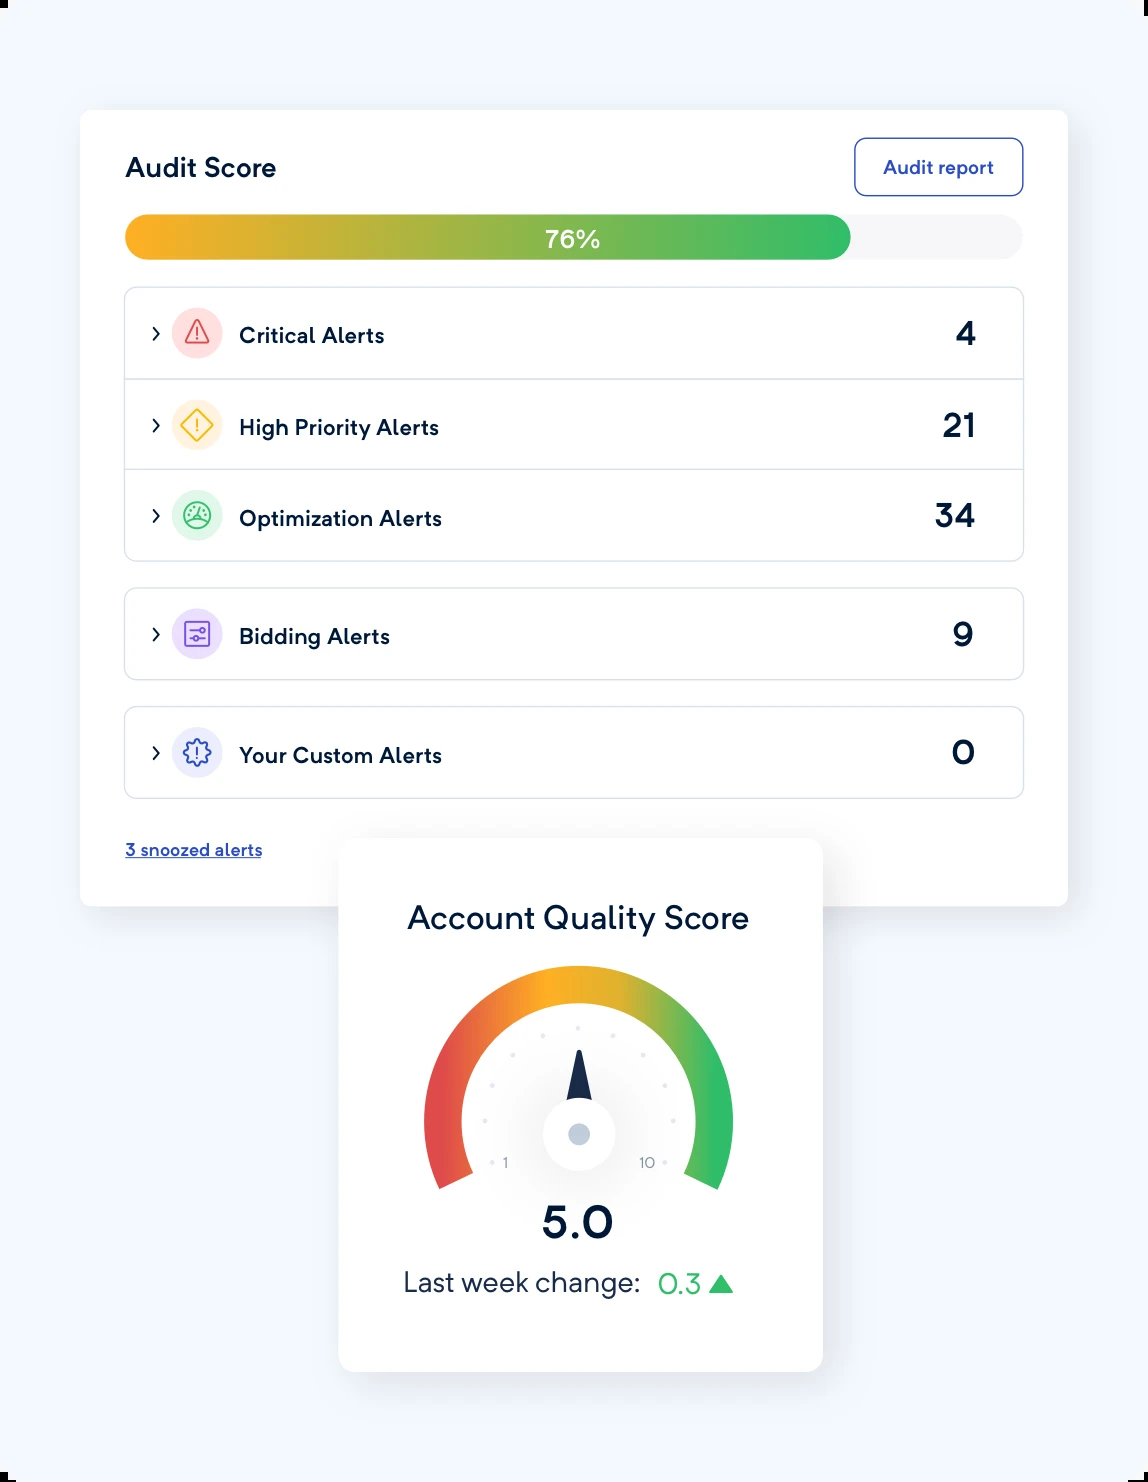 Audit Score
Audit report
76%
Critical Alerts 4
High Priority Alerts 21
Optimization Alerts 34
Bidding Alerts 9
Your Custom Alerts 0
3 snoozed alerts
Account Quality Score
1 10
5.0
Last week change: 0.3